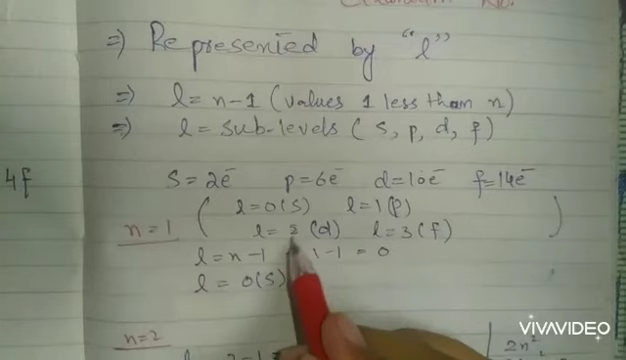 No.
⇒ Represented by "l"
⇒ l = n-1 (values 1 less than n)
⇒ l = sub-levels (s, p, d, f)
4f
S=2e̅ p=6e̅ d=10e̅ f=14e̅
n=1 ( l=0(S) l=1(p)
l= 2 (d) l=3(f) )
l = n-1 1-1 = 0
l = 0(S)
n=2
2n²
VIVAVIDEO